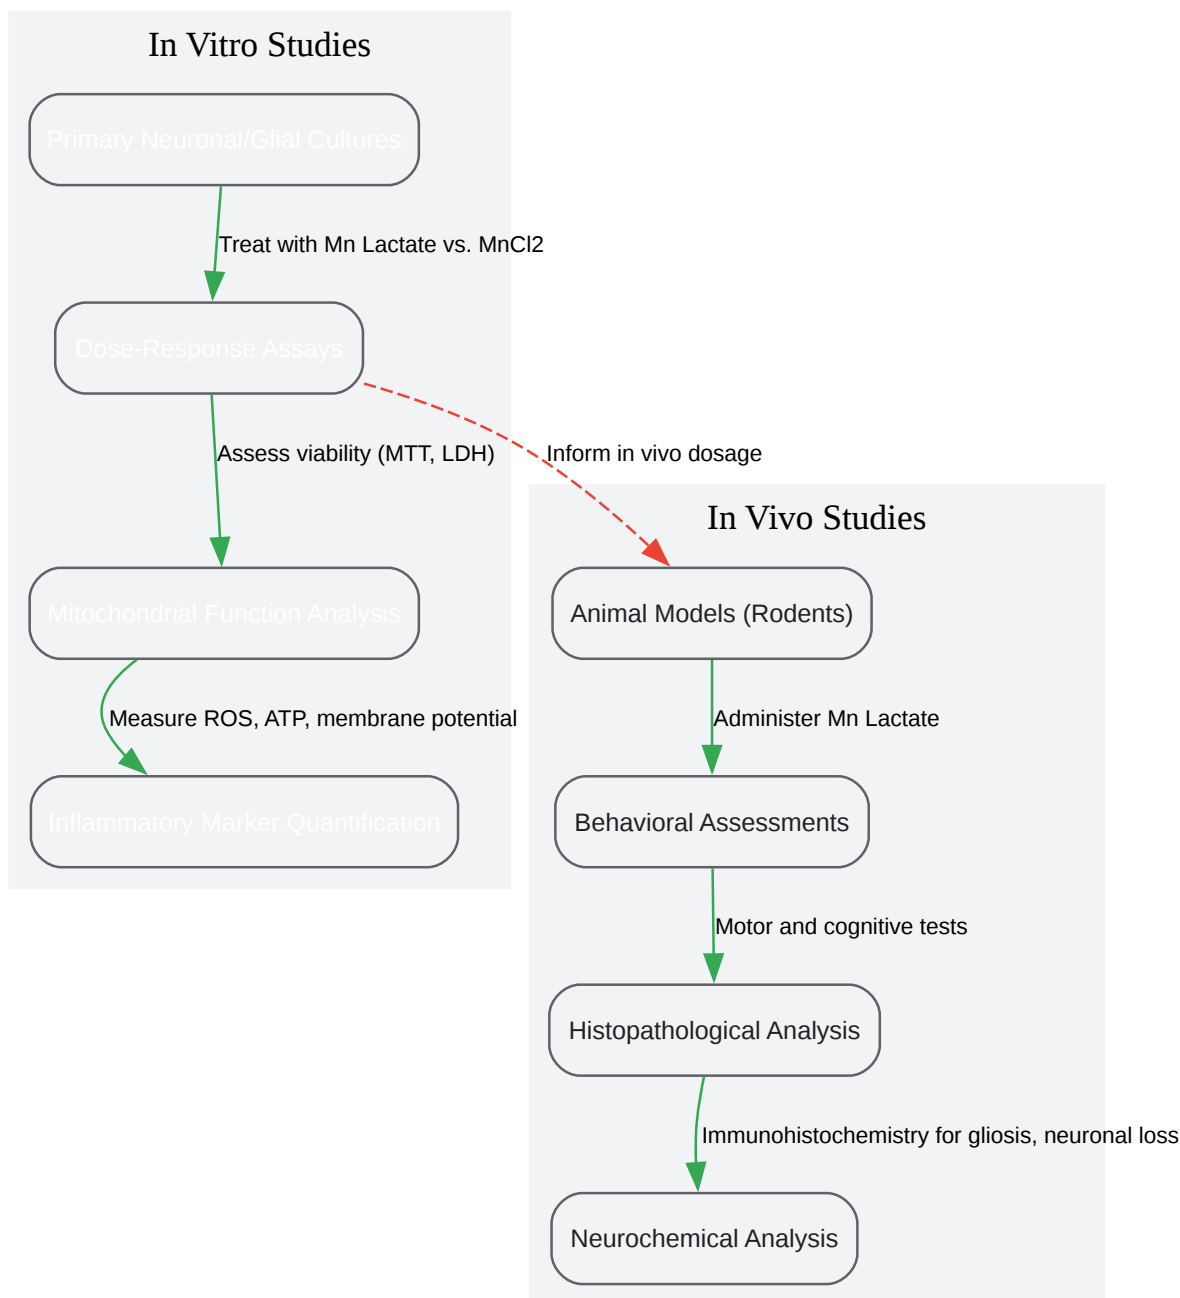 In Vitro Studies
Primary Neuronal/Glial Cultures
Treat with Mn Lactate vs. MnCl2
Dose-Response Assays
Assess viability (MTT, LDH)
Inform in vivo dosage
Mitochondrial Function Analysis
Measure ROS, ATP, membrane potential
Inflammatory Marker Quantification
In Vivo Studies
Animal Models (Rodents)
Administer Mn Lactate
Behavioral Assessments
Motor and cognitive tests
Histopathological Analysis
Immunohistochemistry for gliosis, neuronal loss
Neurochemical Analysis